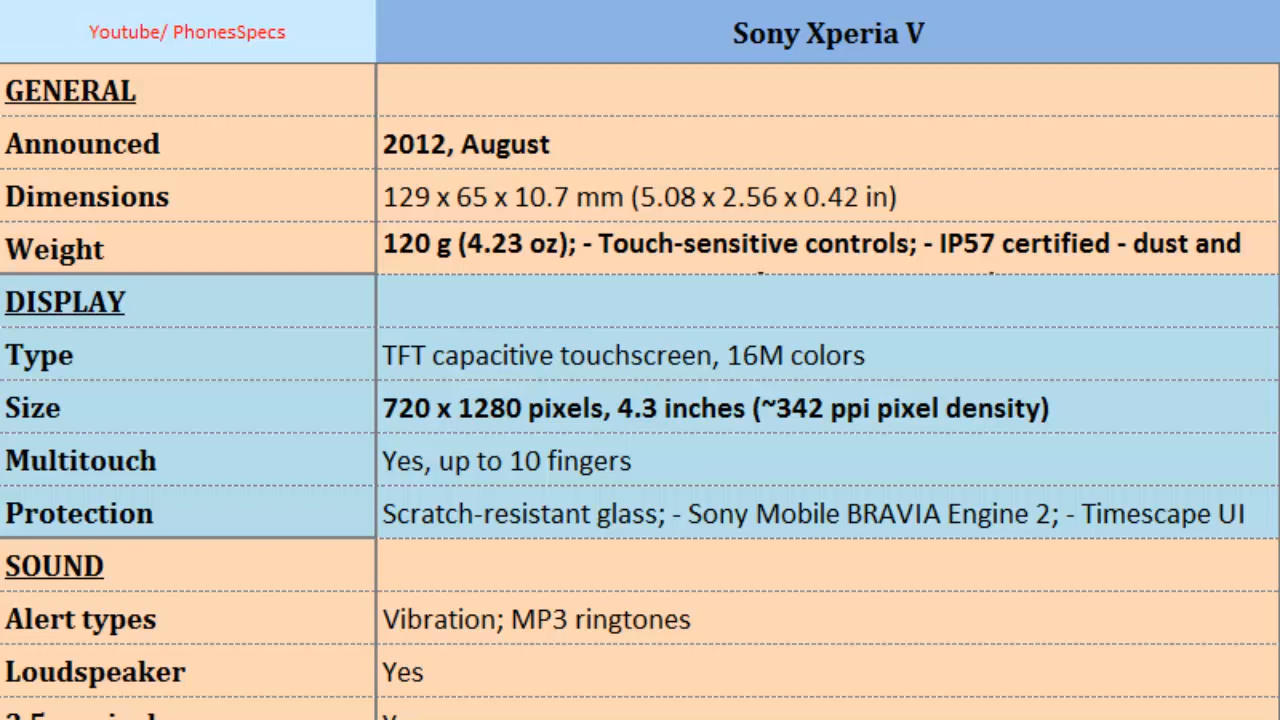 Youtube/ PhonesSpecs Sony Xperia V
GENERAL
Announced 2012, August
Dimensions 129 x 65 x 10.7 mm (5.08 x 2.56 x 0.42 in)
Weight 120 g (4.23 oz); - Touch-sensitive controls; - IP57 certified - dust and
DISPLAY
Type TFT capacitive touchscreen, 16M colors
Size 720 x 1280 pixels, 4.3 inches (~342 ppi pixel density)
Multitouch Yes, up to 10 fingers
Protection Scratch-resistant glass; - Sony Mobile BRAVIA Engine 2; - Timescape UI
SOUND
Alert types Vibration; MP3 ringtones
Loudspeaker Yes